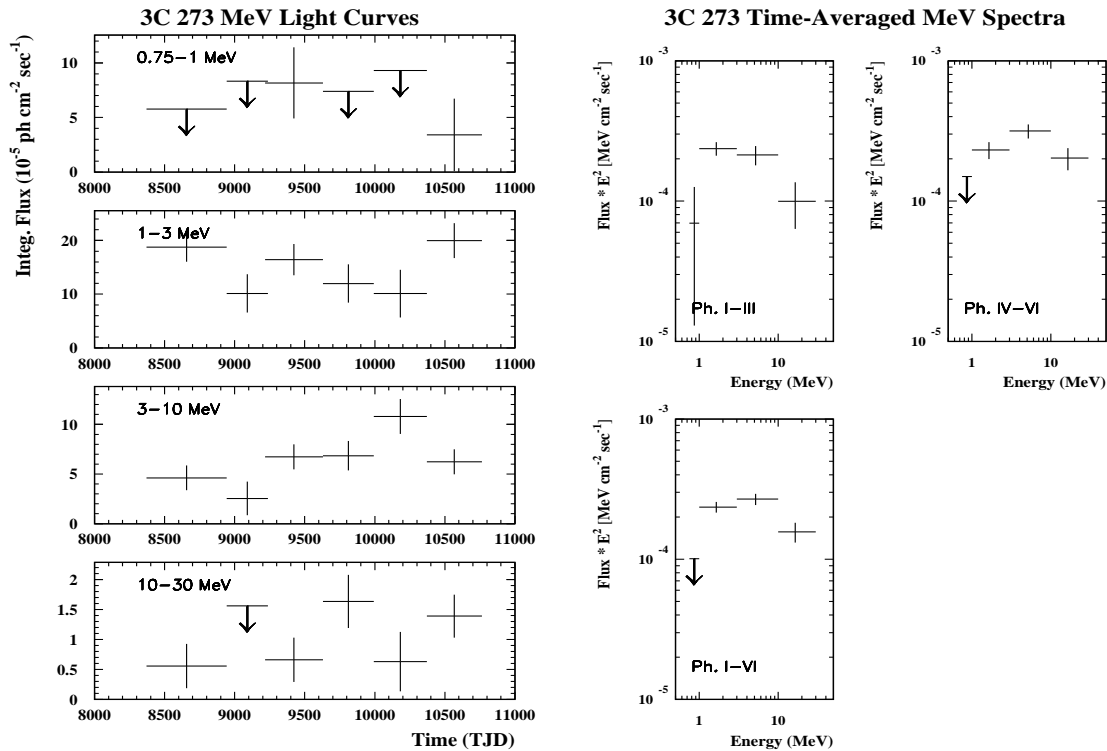 3C 273 MeV Light Curves
Integ. Flux (10^-5 ph cm^-2 sec^-1)
0.75−1 MeV
10
5
0
8000 8500 9000 9500 10000 10500 11000
1−3 MeV
20
10
0
8000 8500 9000 9500 10000 10500 11000
3−10 MeV
10
5
0
8000 8500 9000 9500 10000 10500 11000
10−30 MeV
2
1.5
1
0.5
0
8000 8500 9000 9500 10000 10500 11000
Time (TJD)
3C 273 Time-Averaged MeV Spectra
Flux * E^2 [MeV cm^-2 sec^-1]
10^-3
10^-4
10^-5
Ph. I−III
1 10
Energy (MeV)
Flux * E^2 [MeV cm^-2 sec^-1]
10^-3
10^-4
10^-5
Ph. IV−VI
1 10
Energy (MeV)
Flux * E^2 [MeV cm^-2 sec^-1]
10^-3
10^-4
10^-5
Ph. I−VI
1 10
Energy (MeV)